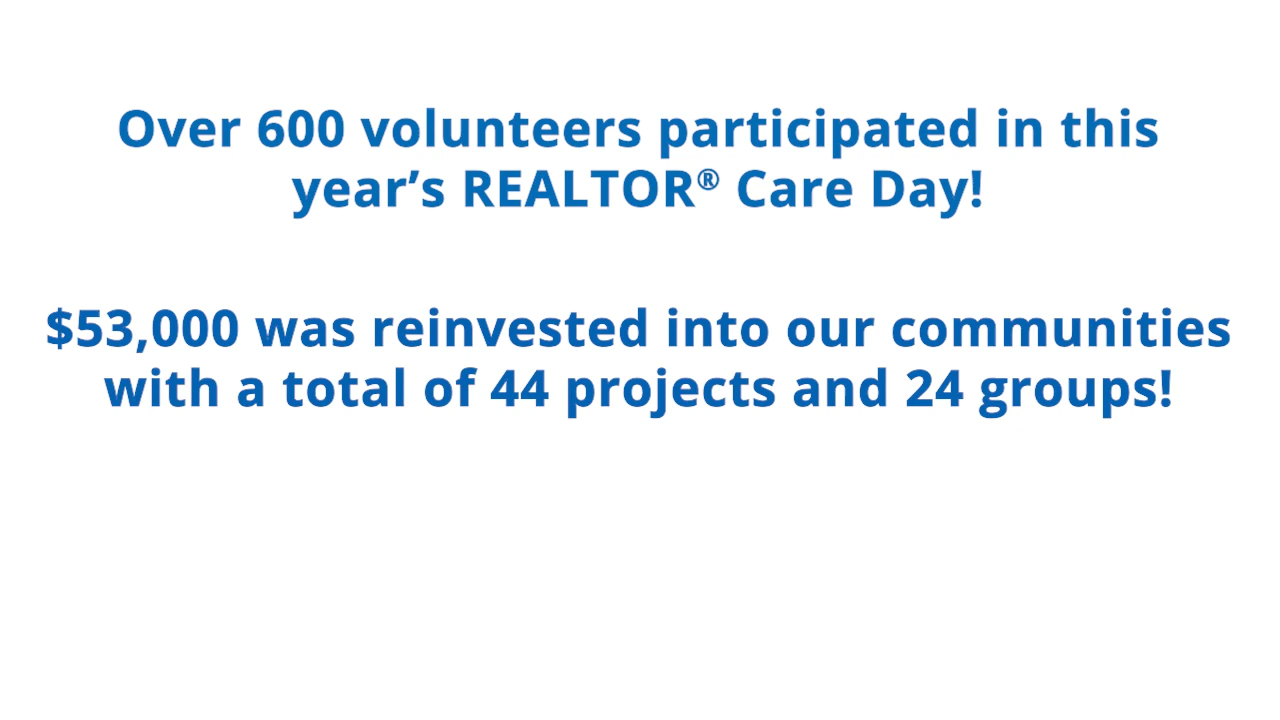 Over 600 volunteers participated in this
year’s REALTOR® Care Day!
$53,000 was reinvested into our communities
with a total of 44 projects and 24 groups!